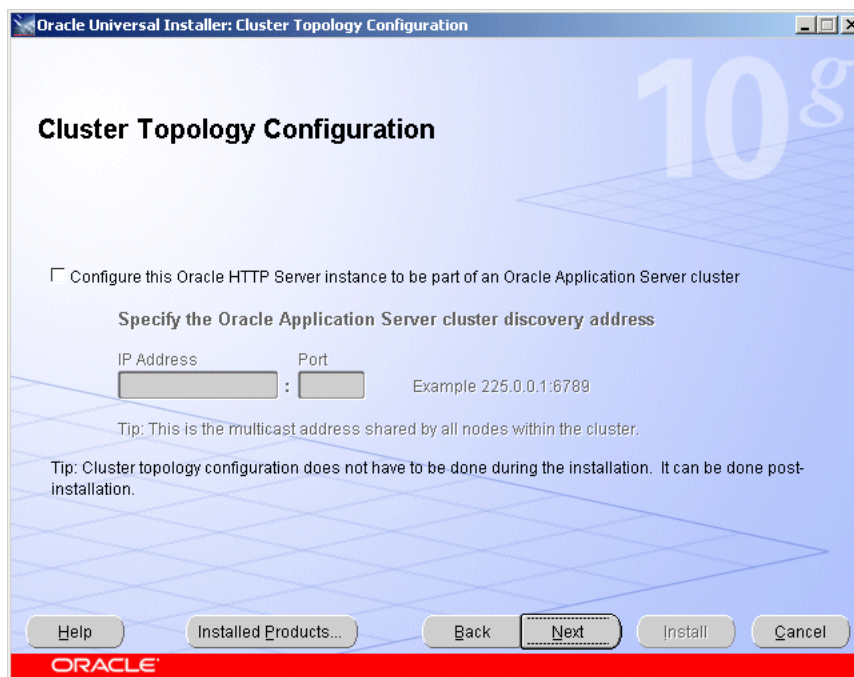 Oracle Universal Installer: Cluster Topology Configuration
10g
Cluster Topology Configuration
Configure this Oracle HTTP Server instance to be part of an Oracle Application Server cluster
Specify the Oracle Application Server cluster discovery address
IP Address Port
: Example 225.0.0.1:6789
Tip: This is the multicast address shared by all nodes within the cluster.
Tip: Cluster topology configuration does not have to be done during the installation. It can be done post-
installation.
Help Installed Products... Back Next Install Cancel
ORACLE